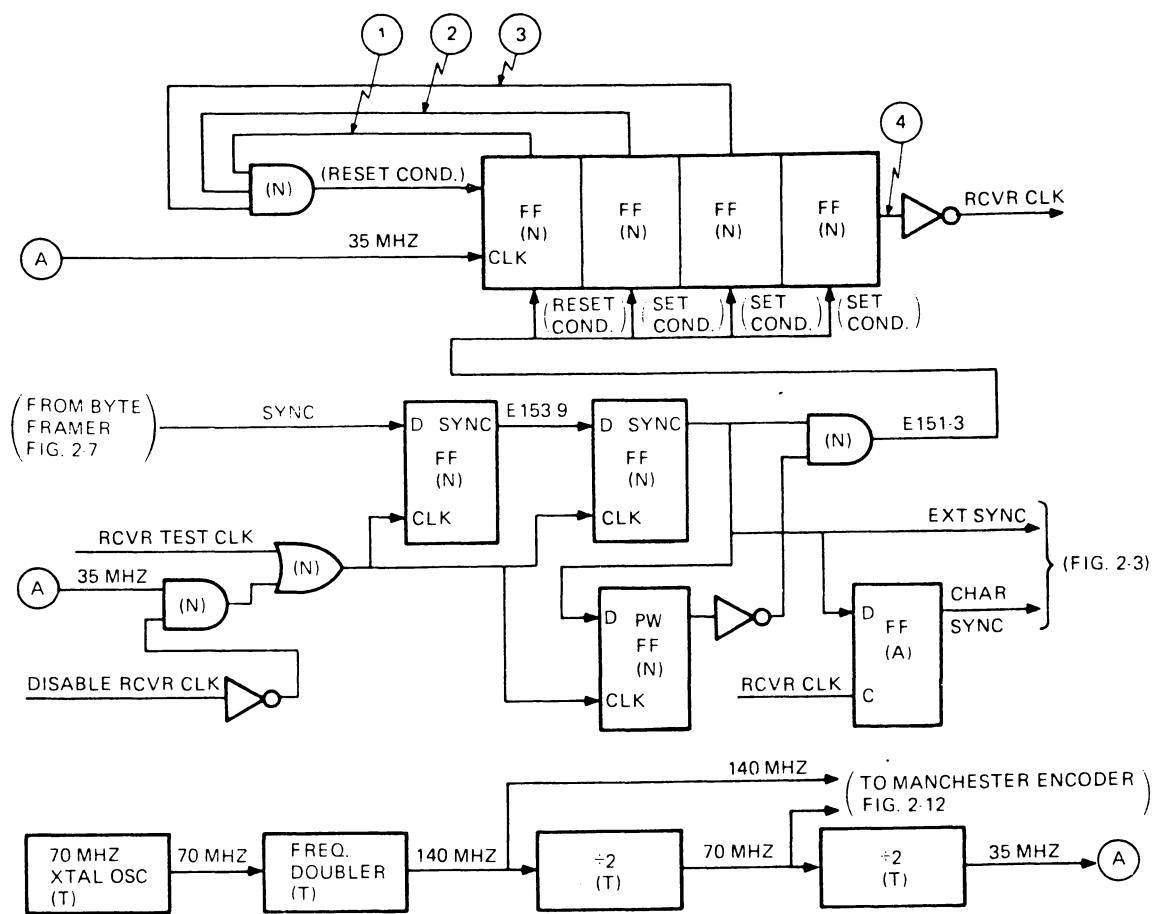 1
2
3
4
(N)
(RESET COND.)
FF
(N)
FF
(N)
FF
(N)
FF
(N)
RCVR CLK
A
35 MHZ
CLK
(RESET
COND.)
(SET
COND.)
(SET
COND.)
(SET
COND.)
(FROM BYTE
FRAMER
FIG. 2-7)
SYNC
D SYNC
FF
(N)
CLK
E153 9
D SYNC
FF
(N)
CLK
(N)
E151-3
EXT SYNC
(FIG. 2-3)
RCVR TEST CLK
A
35 MHZ
(N)
(N)
DISABLE RCVR CLK
D PW
FF
(N)
CLK
D
FF
(A)
C
CHAR
SYNC
RCVR CLK
140 MHZ
(TO MANCHESTER ENCODER)
FIG. 2-12
70 MHZ
XTAL OSC
(T)
70 MHZ
FREQ.
DOUBLER
(T)
140 MHZ
÷2
(T)
70 MHZ
÷2
(T)
35 MHZ
A